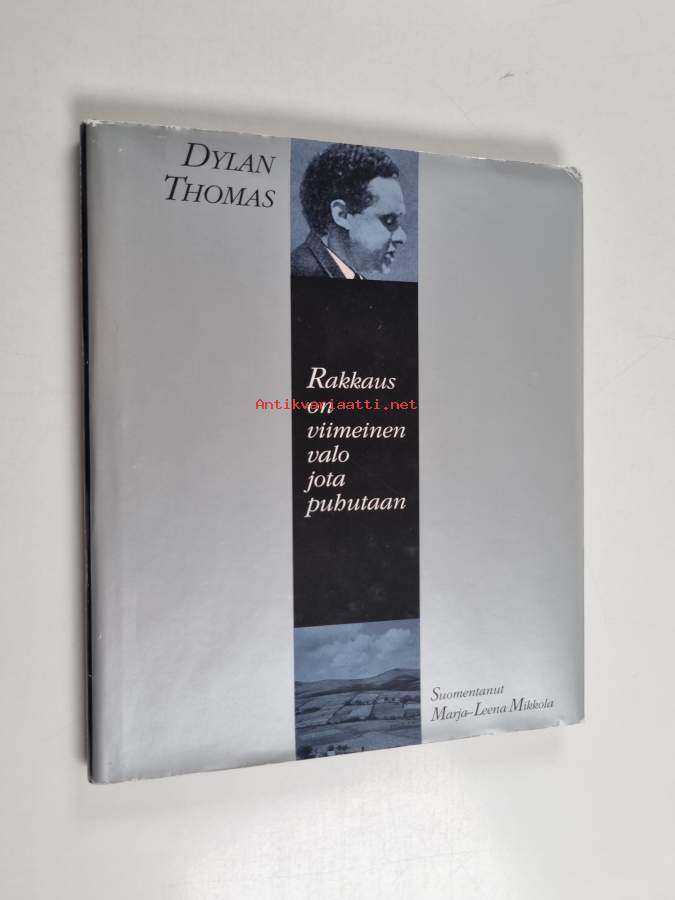 DYLAN
THOMAS
Rakkaus
on
viimeinen
valo
jota
puhutaan
Antikvariaatti.net
Suomentanut
Marja-Leena Mikkola